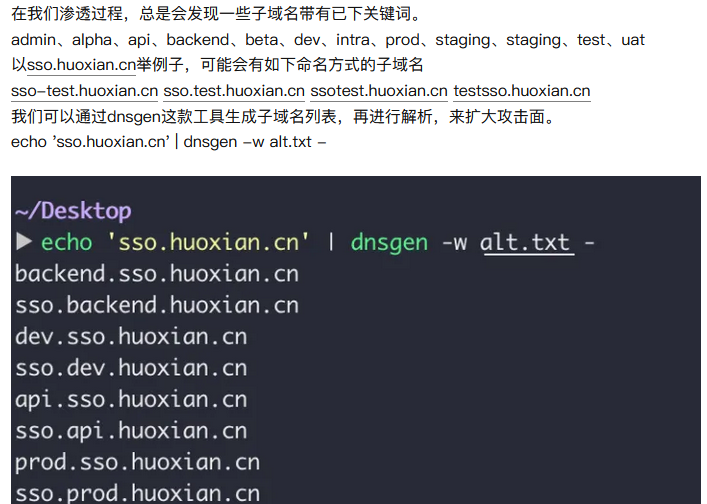 在我们渗透过程，总是会发现一些子域名带有已下关键词。
admin、alpha、api、backend、beta、dev、intra、prod、staging、staging、test、uat
以sso.huoxian.cn举例子，可能会有如下命名方式的子域名
sso-test.huoxian.cn sso.test.huoxian.cn ssotest.huoxian.cn testsso.huoxian.cn
我们可以通过dnsgen这款工具生成子域名列表，再进行解析，来扩大攻击面。
echo 'sso.huoxian.cn' | dnsgen -w alt.txt -
~/Desktop
▶ echo 'sso.huoxian.cn' | dnsgen -w alt.txt -
backend.sso.huoxian.cn
sso.backend.huoxian.cn
dev.sso.huoxian.cn
sso.dev.huoxian.cn
api.sso.huoxian.cn
sso.api.huoxian.cn
prod.sso.huoxian.cn
sso.prod.huoxian.cn